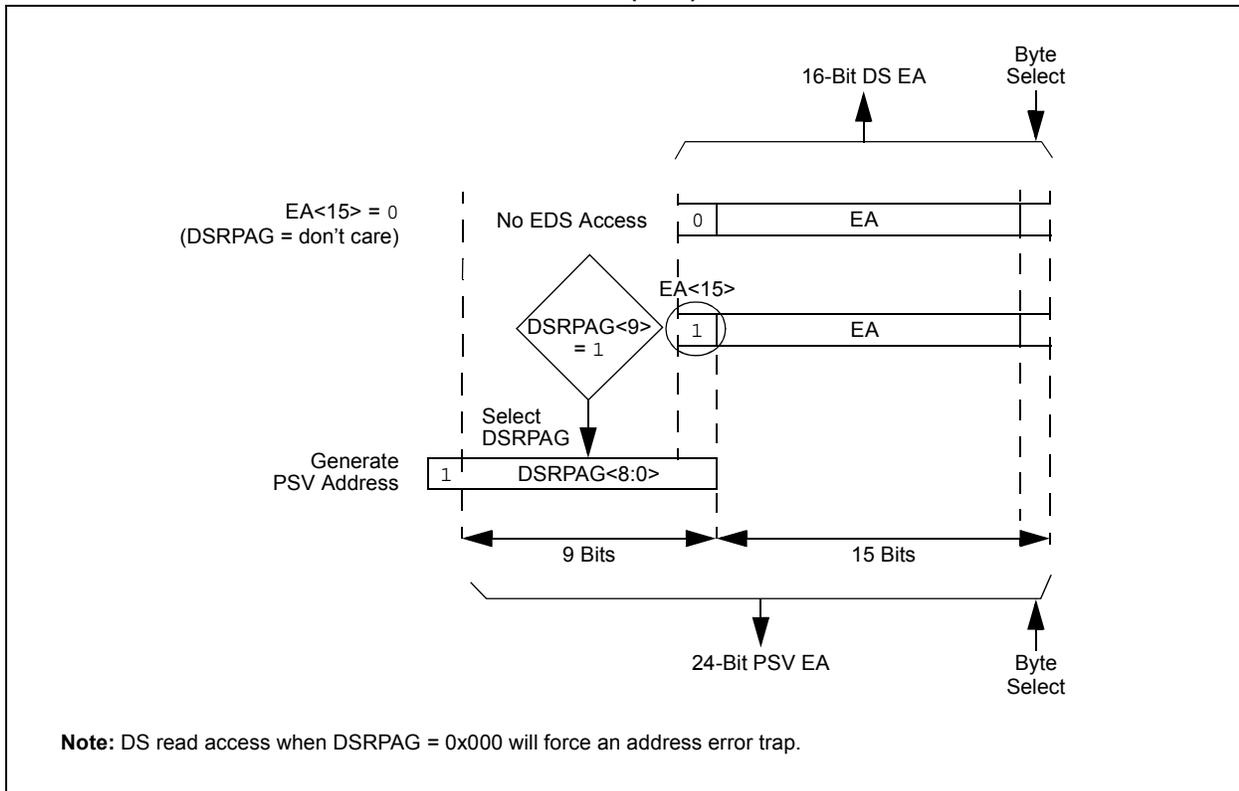 Byte
Select
16-Bit DS EA
EA<15> = 0
(DSRPAG = don’t care)
No EDS Access
0
EA
EA<15>
DSRPAG<9>
= 1
1
EA
Select
DSRPAG
Generate
PSV Address
1
DSRPAG<8:0>
9 Bits
15 Bits
24-Bit PSV EA
Byte
Select
Note: DS read access when DSRPAG = 0x000 will force an address error trap.